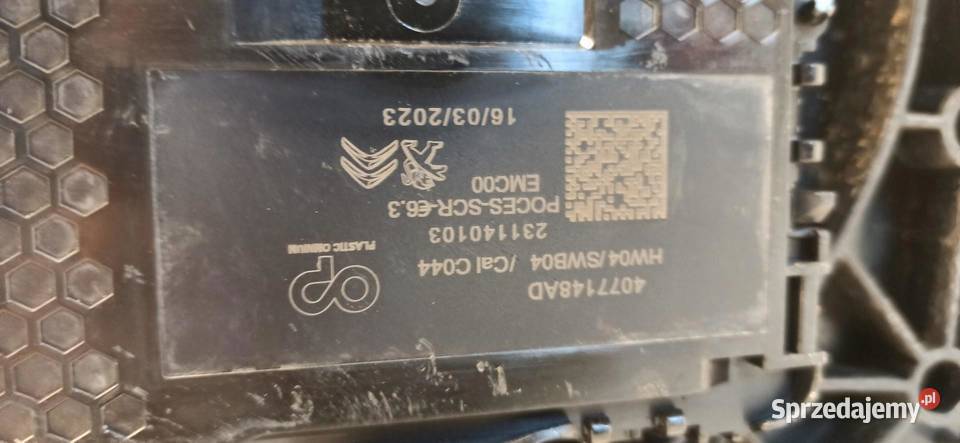 4077148AD
HW04/SWB04 /Cal C044
231140103
POCES-SCR-e6.3
EMC00
16/03/2023
PLASTIC OMNIUM
Sprzedajemy.pl